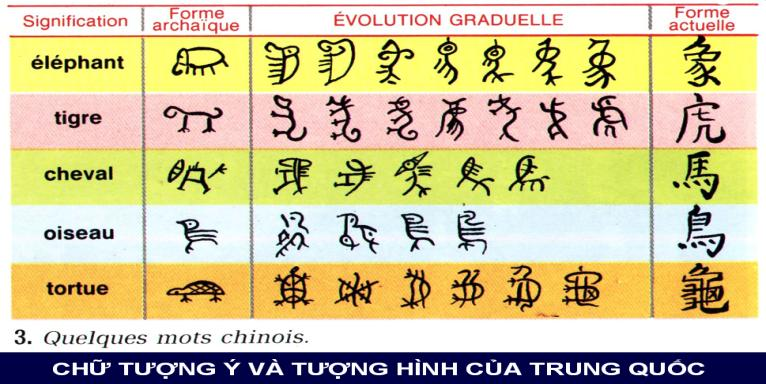 Signification Forme archaïque ÉVOLUTION GRADUELLE Forme actuelle
éléphant 象
tigre 虎
cheval 馬
oiseau 鳥
tortue 龜
3. Quelques mots chinois.
CHỮ TƯỢNG Ý VÀ TƯỢNG HÌNH CỦA TRUNG QUỐC